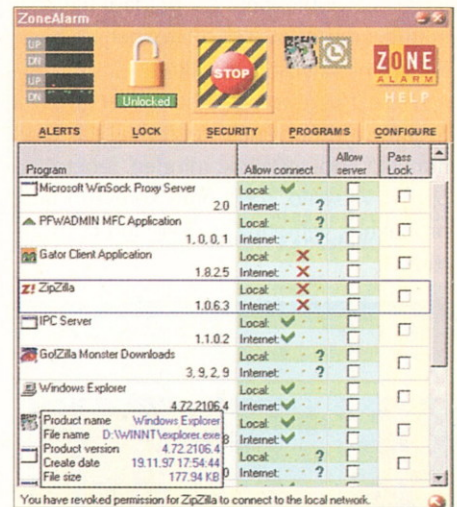 ZoneAlarm
UP
DN
UP
DN
Unlocked
STOP
ZONE
ALARM
HELP
ALERTS LOCK SECURITY PROGRAMS CONFIGURE
Program Allow connect Allow server Pass Lock
Microsoft WinSock Proxy Server Local:
2.0 Internet: ?
PFWADMIN MFC Application Local: ?
1, 0, 0, 1 Internet: ?
Gator Client Application Local:
1.8.2.5 Internet:
Z! ZipZilla Local:
1.0.6.3 Internet:
IPC Server Local:
1.1.0.2 Internet:
Go!Zilla Monster Downloads Local: ?
3, 9, 2, 9 Internet: ?
Windows Explorer Local:
4.72.2106.4 Internet:
Product name Windows Explorer Local:
File name D:\WINNT\explorer.exe 8 Internet:
Product version 4.72.2106.4 Local:
Create date 19.11.97 17:54:44
File size 177.94 KB 0 Internet: ?
You have revoked permission for ZipZilla to connect to the local network.